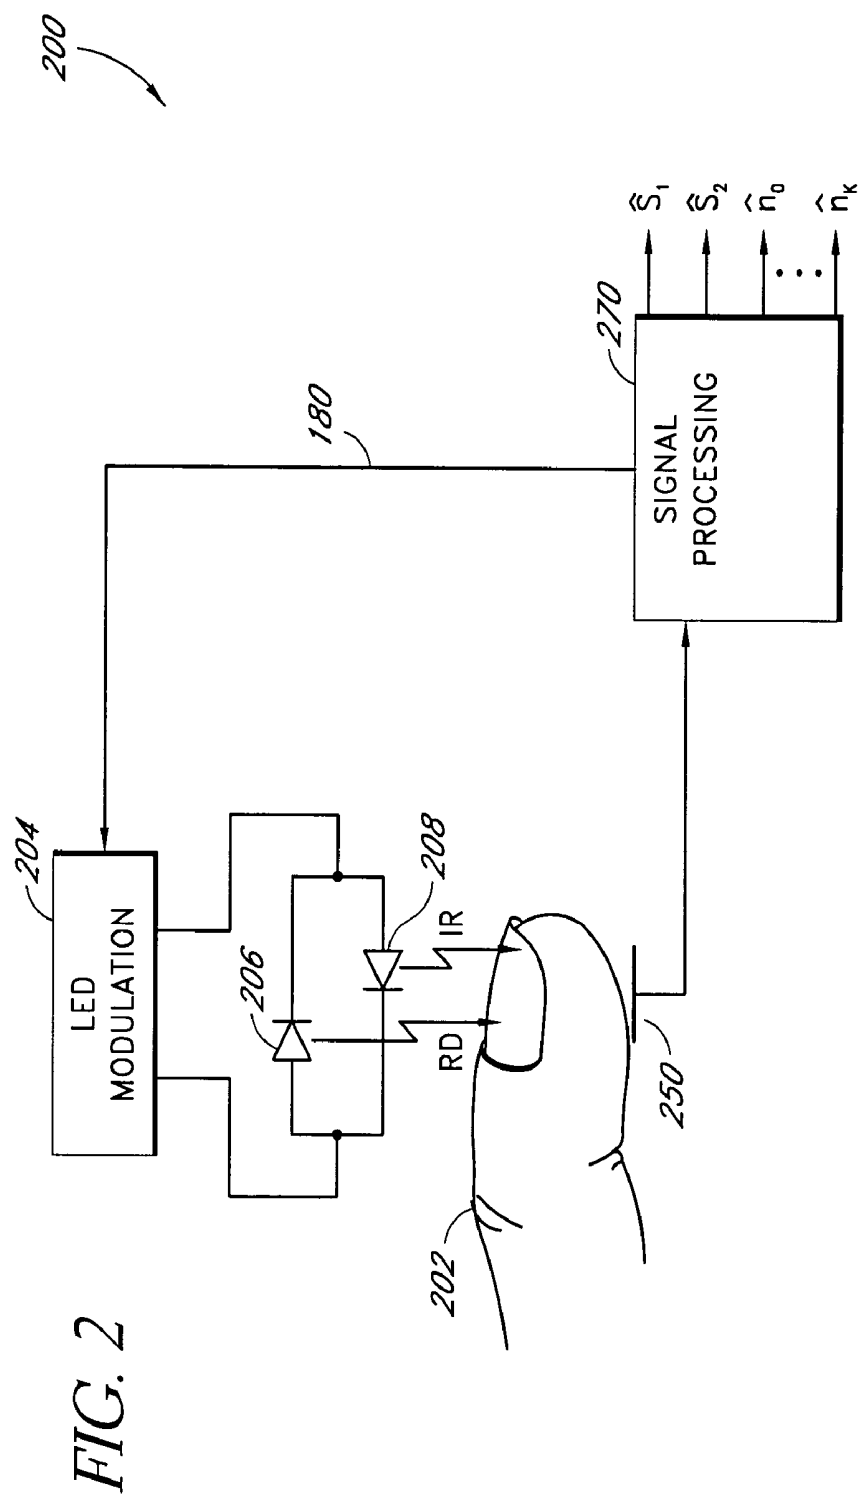 FIG. 2
200
204
LED
MODULATION
180
206
208
RD
IR
202
250
270
SIGNAL
PROCESSING
Ŝ₁
Ŝ₂
n̂₀
n̂ₖ